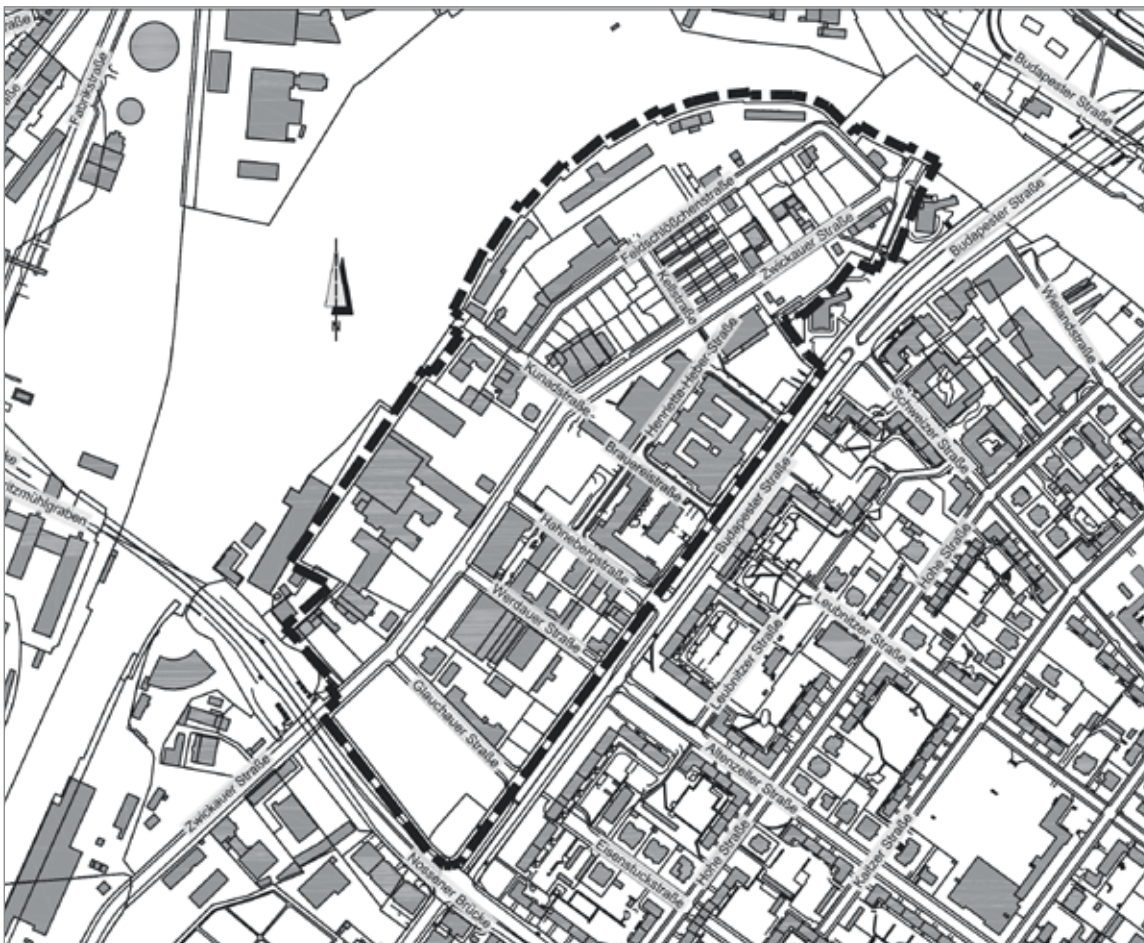 Fabrikstraße
Budapester Straße
Budapester Straße
Feldschlößchenstraße
Zwickauer Straße
Wielandstraße
Kellstraße
Henriette-Heber-Straße
Kunadstraße
Schweizer Straße
Brauereistraße
Budapester Straße
Hahnebergstraße
Hohe Straße
Werdauer Straße
Leubnitzer Straße
Leubnitzer Straße
Glauchauer Straße
Altenzeller Straße
Zwickauer Straße
Nossener Brücke
Eisenstuckstraße
Hohe Straße
Kaitzer Straße